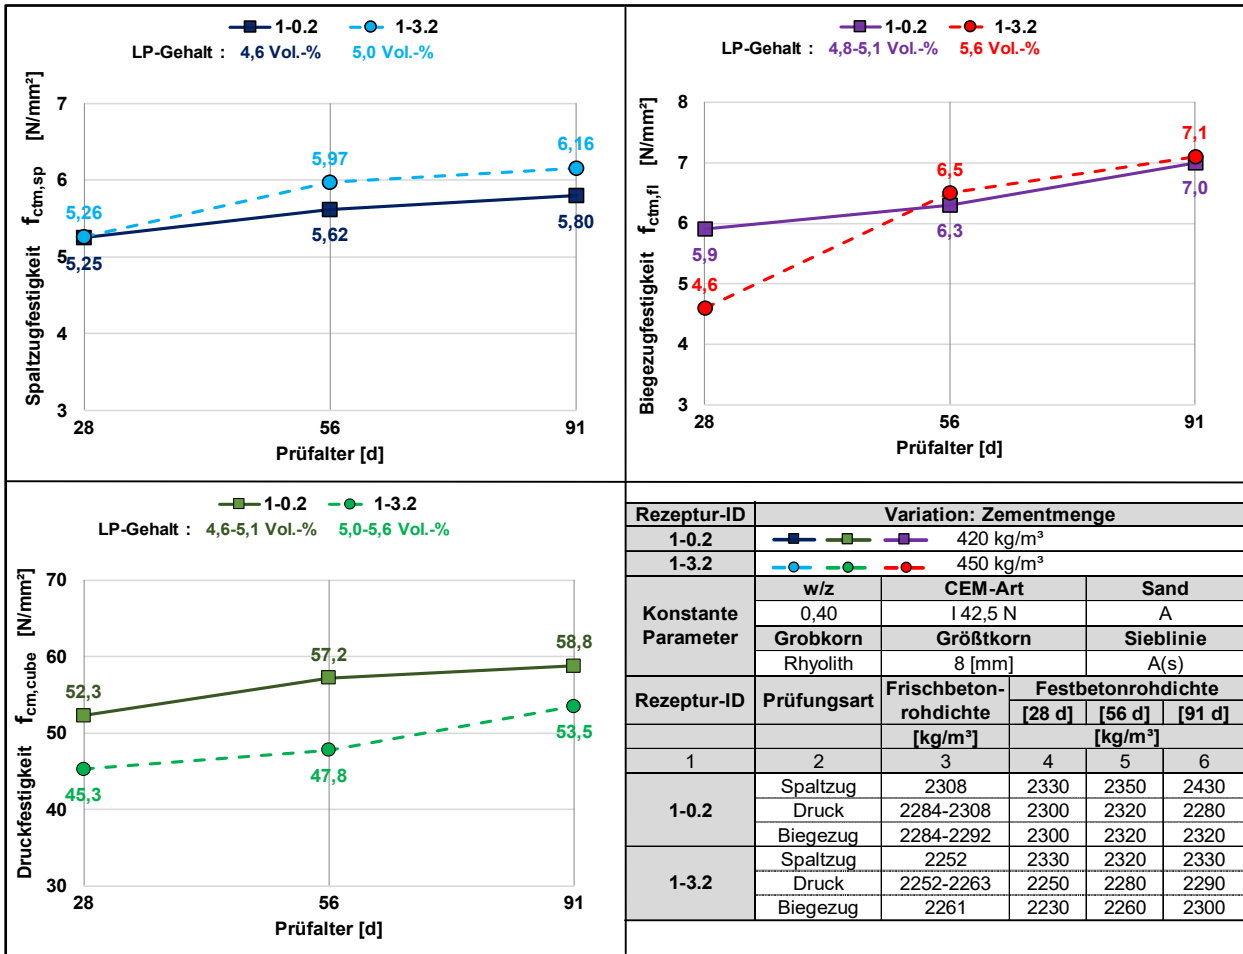 1-0.2 1-3.2
LP-Gehalt : 4,6 Vol.-% 5,0 Vol.-%
Spaltzugfestigkeit fctm,sp [N/mm²]
7
6
5
4
3
5,26
5,97
6,16
5,25
5,62
5,80
28 56 91
Prüfalter [d]
1-0.2 1-3.2
LP-Gehalt : 4,8-5,1 Vol.-% 5,6 Vol.-%
Biegezugfestigkeit fctm,fl [N/mm²]
8
7
6
5
4
3
7,1
6,5
7,0
6,3
5,9
4,6
28 56 91
Prüfalter [d]
1-0.2 1-3.2
LP-Gehalt : 4,6-5,1 Vol.-% 5,0-5,6 Vol.-%
Druckfestigkeit fcm,cube [N/mm²]
70
60
50
40
30
52,3
57,2
58,8
45,3
47,8
53,5
28 56 91
Prüfalter [d]
Rezeptur-ID Variation: Zementmenge
1-0.2 420 kg/m³
1-3.2 450 kg/m³
Konstante Parameter w/z CEM-Art Sand
0,40 I 42,5 N A
Grobkorn Größtkorn Sieblinie
Rhyolith 8 [mm] A(s)
Rezeptur-ID Prüfungsart Frischbeton-rohdichte Festbetonrohdichte
[28 d] [56 d] [91 d]
[kg/m³] [kg/m³]
1 2 3 4 5 6
1-0.2 Spaltzug 2308 2330 2350 2430
Druck 2284-2308 2300 2320 2280
Biegezug 2284-2292 2300 2320 2320
1-3.2 Spaltzug 2252 2330 2320 2330
Druck 2252-2263 2250 2280 2290
Biegezug 2261 2230 2260 2300